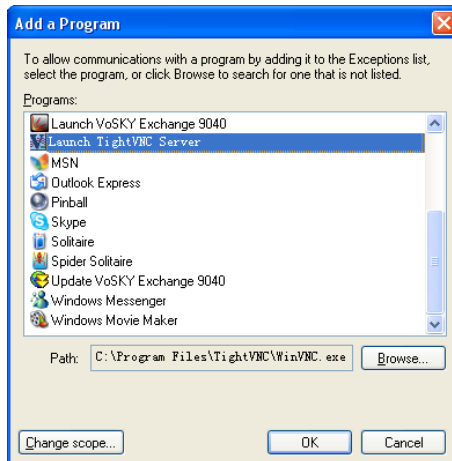 Add a Program
To allow communications with a program by adding it to the Exceptions list,
select the program, or click Browse to search for one that is not listed.
Programs:
Launch VoSKY Exchange 9040
Launch TightVNC Server
MSN
Outlook Express
Pinball
Skype
Solitaire
Spider Solitaire
Update VoSKY Exchange 9040
Windows Messenger
Windows Movie Maker
Path: C:\Program Files\TightVNC\WinVNC.exe Browse...
Change scope... OK Cancel